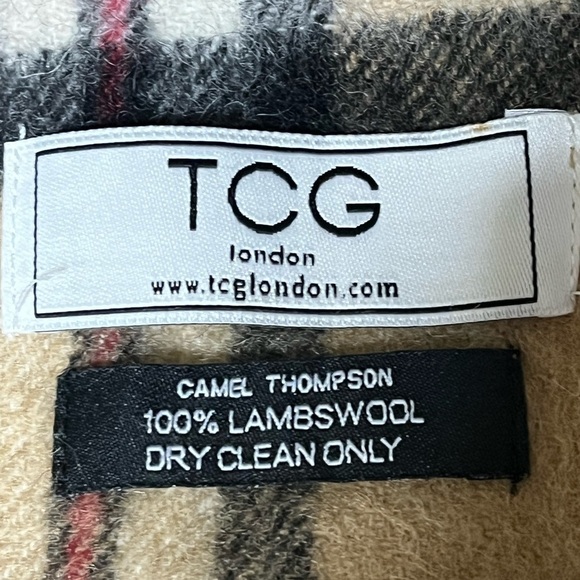 TCG
london
www.tcglondon.com
CAMEL THOMPSON
100% LAMBSWOOL
DRY CLEAN ONLY